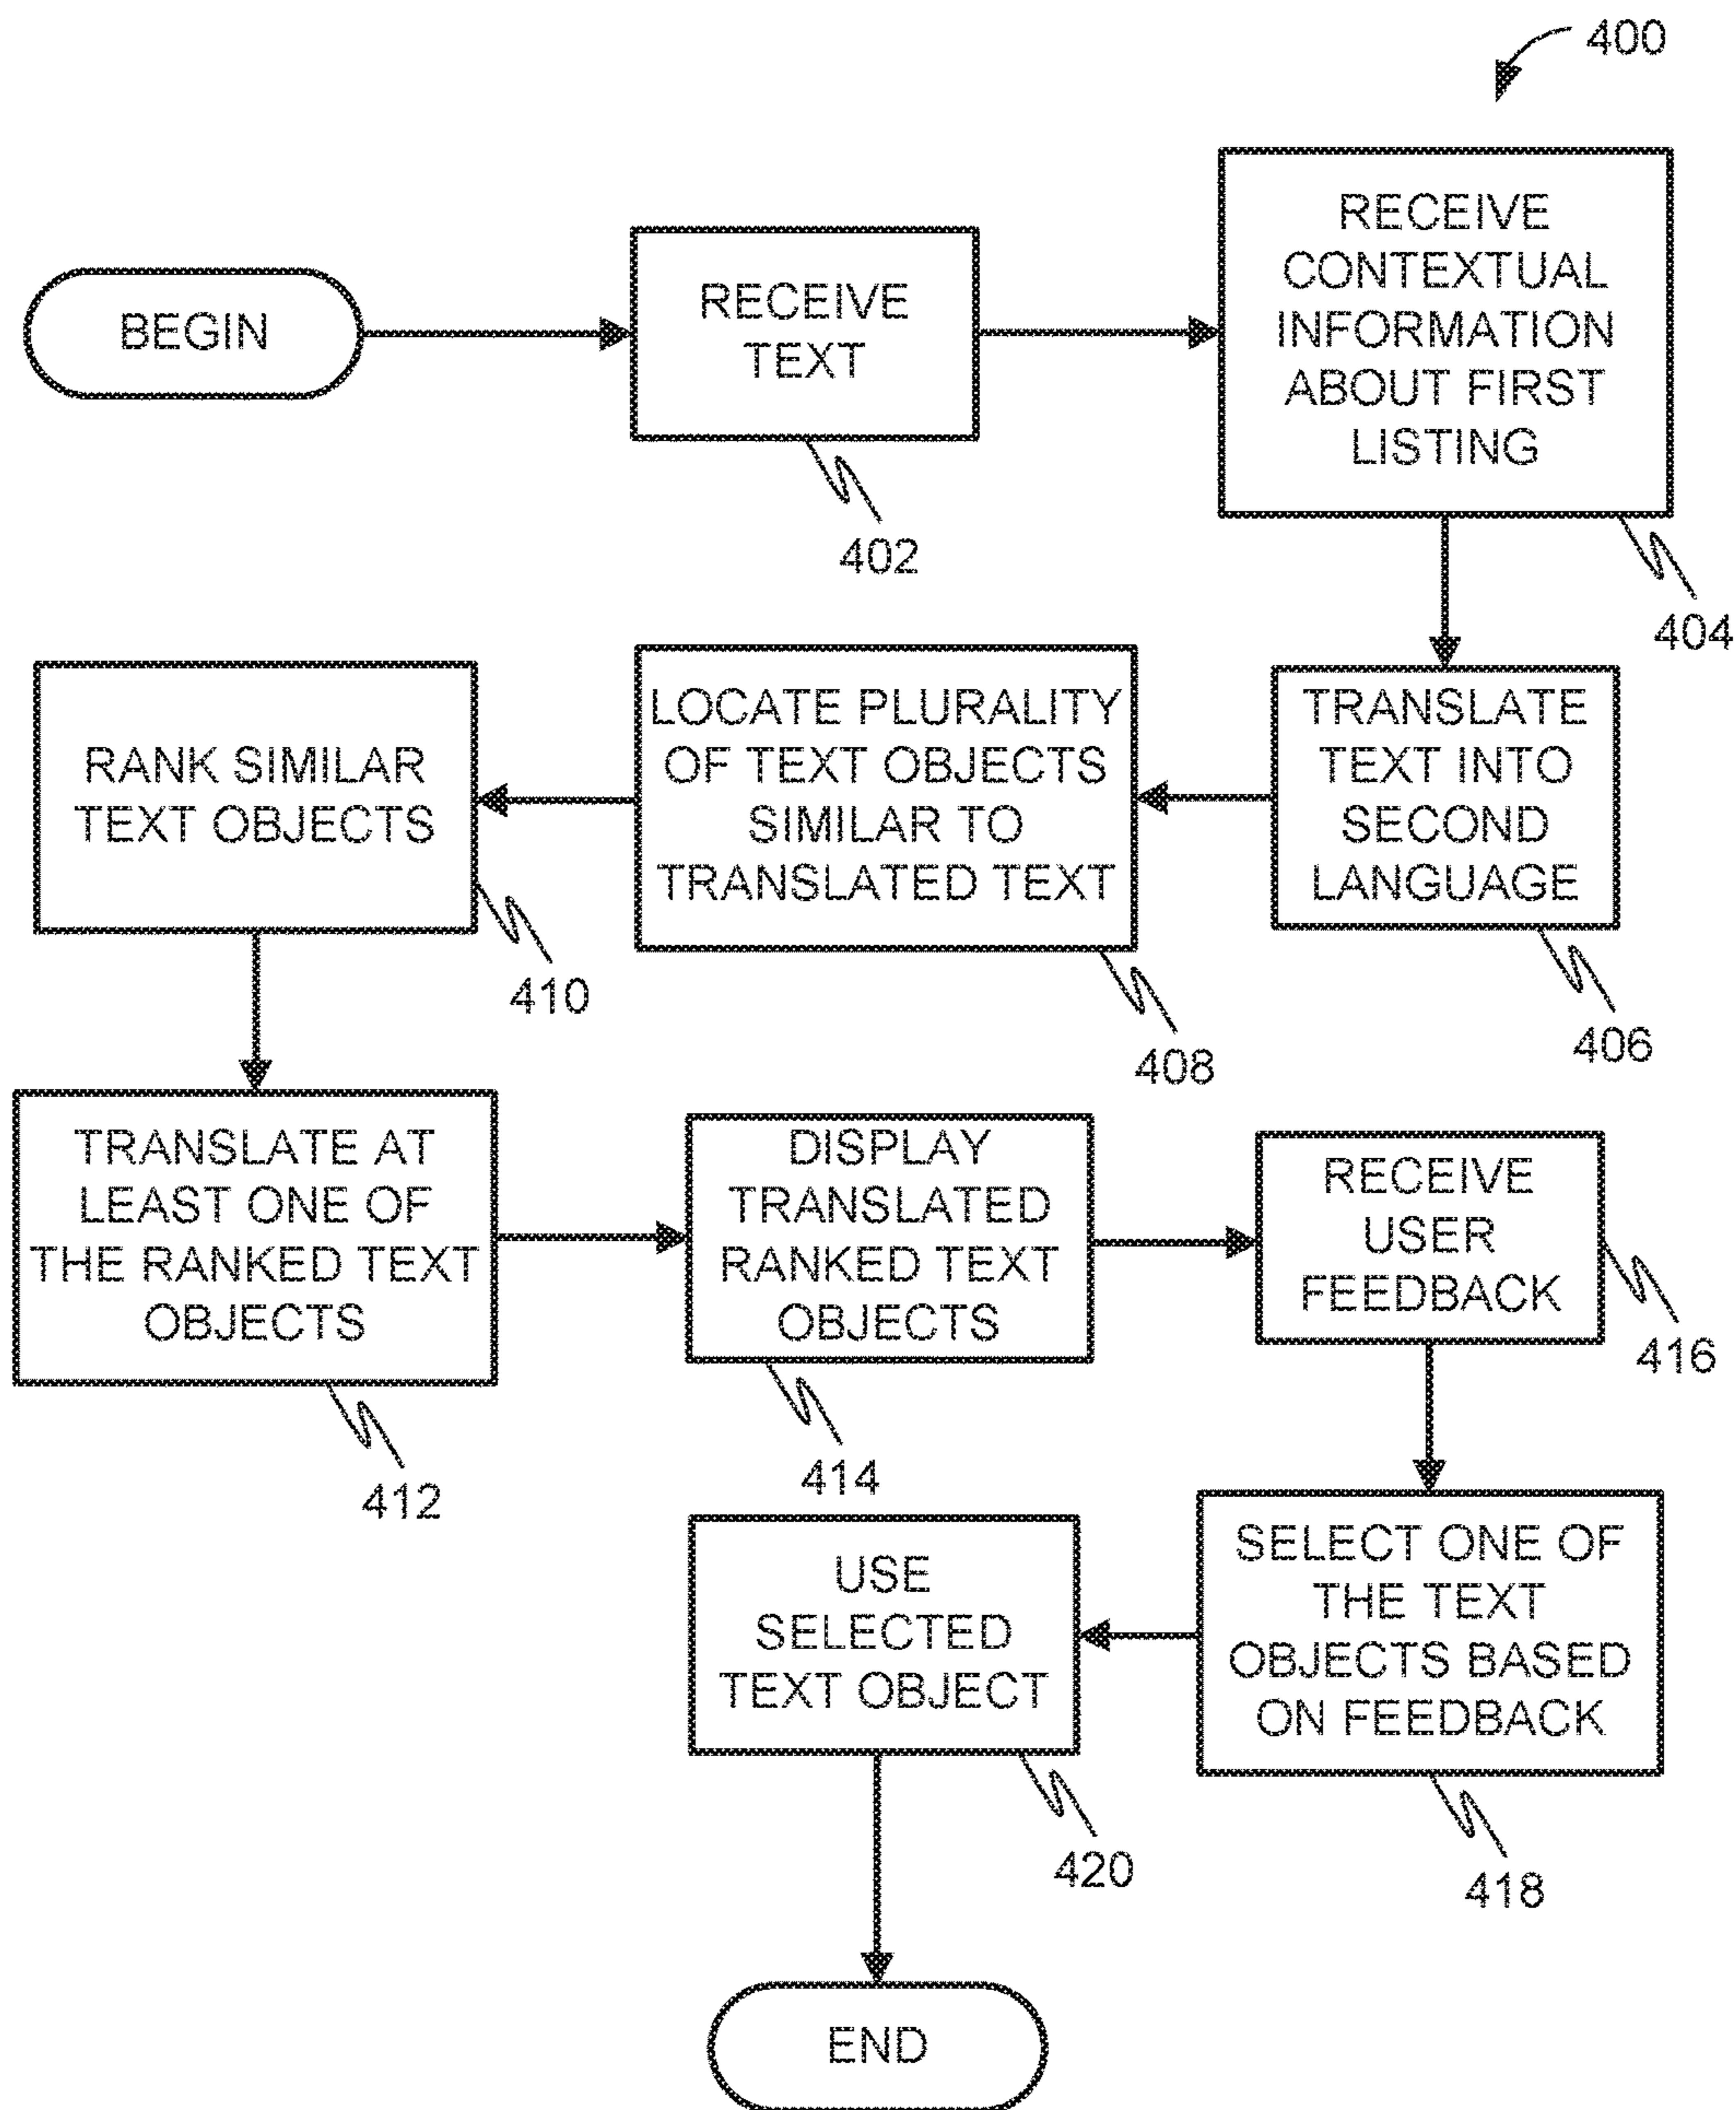 400
BEGIN
RECEIVE
TEXT
402
RECEIVE
CONTEXTUAL
INFORMATION
ABOUT FIRST
LISTING
404
TRANSLATE
TEXT INTO
SECOND
LANGUAGE
406
LOCATE PLURALITY
OF TEXT OBJECTS
SIMILAR TO
TRANSLATED TEXT
408
RANK SIMILAR
TEXT OBJECTS
410
TRANSLATE AT
LEAST ONE OF
THE RANKED TEXT
OBJECTS
412
DISPLAY
TRANSLATED
RANKED TEXT
OBJECTS
414
RECEIVE
USER
FEEDBACK
416
SELECT ONE OF
THE TEXT
OBJECTS BASED
ON FEEDBACK
418
USE
SELECTED
TEXT OBJECT
420
END